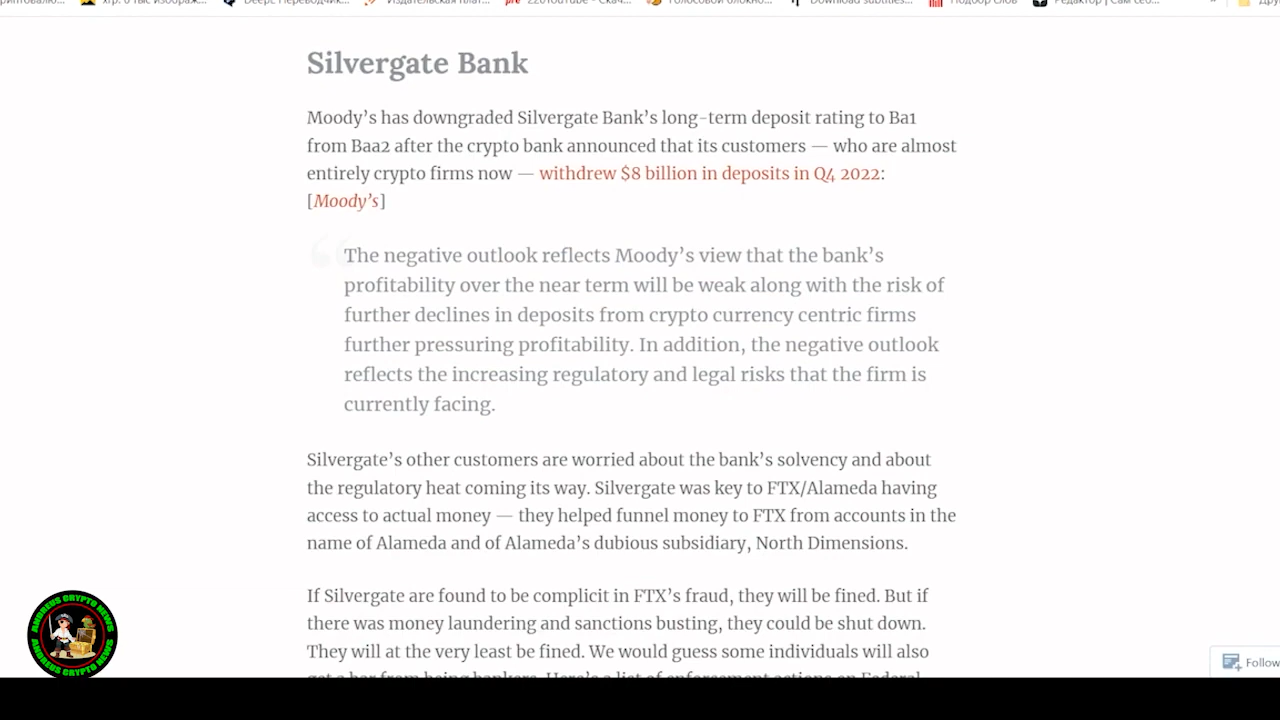 Silvergate Bank
Moody’s has downgraded Silvergate Bank’s long-term deposit rating to Ba1
from Baa2 after the crypto bank announced that its customers — who are almost
entirely crypto firms now — withdrew $8 billion in deposits in Q4 2022:
[Moody’s]
“ The negative outlook reflects Moody’s view that the bank’s
profitability over the near term will be weak along with the risk of
further declines in deposits from crypto currency centric firms
further pressuring profitability. In addition, the negative outlook
reflects the increasing regulatory and legal risks that the firm is
currently facing.
Silvergate’s other customers are worried about the bank’s solvency and about
the regulatory heat coming its way. Silvergate was key to FTX/Alameda having
access to actual money — they helped funnel money to FTX from accounts in the
name of Alameda and of Alameda’s dubious subsidiary, North Dimensions.
If Silvergate are found to be complicit in FTX’s fraud, they will be fined. But if
there was money laundering and sanctions busting, they could be shut down.
They will at the very least be fined. We would guess some individuals will also
ANDREUS CRYPTO NEWS
ANDREUS CRYPTO NEWS
Follow